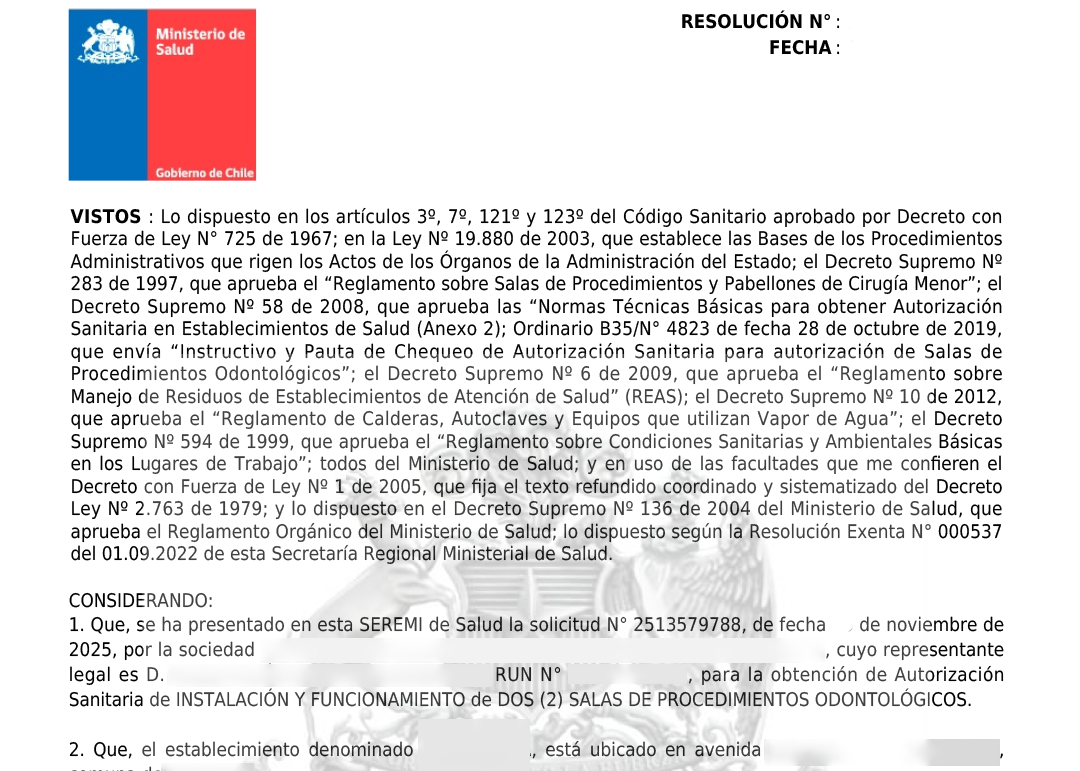 Ministerio de
Salud
Gobierno de Chile
RESOLUCIÓN N° :
FECHA :
VISTOS : Lo dispuesto en los artículos 3º, 7º, 121º y 123º del Código Sanitario aprobado por Decreto con
Fuerza de Ley N° 725 de 1967; en la Ley Nº 19.880 de 2003, que establece las Bases de los Procedimientos
Administrativos que rigen los Actos de los Órganos de la Administración del Estado; el Decreto Supremo Nº
283 de 1997, que aprueba el “Reglamento sobre Salas de Procedimientos y Pabellones de Cirugía Menor”; el
Decreto Supremo Nº 58 de 2008, que aprueba las “Normas Técnicas Básicas para obtener Autorización
Sanitaria en Establecimientos de Salud (Anexo 2); Ordinario B35/N° 4823 de fecha 28 de octubre de 2019,
que envía “Instructivo y Pauta de Chequeo de Autorización Sanitaria para autorización de Salas de
Procedimientos Odontológicos”; el Decreto Supremo Nº 6 de 2009, que aprueba el “Reglamento sobre
Manejo de Residuos de Establecimientos de Atención de Salud” (REAS); el Decreto Supremo Nº 10 de 2012,
que aprueba el “Reglamento de Calderas, Autoclaves y Equipos que utilizan Vapor de Agua”; el Decreto
Supremo Nº 594 de 1999, que aprueba el “Reglamento sobre Condiciones Sanitarias y Ambientales Básicas
en los Lugares de Trabajo”; todos del Ministerio de Salud; y en uso de las facultades que me confieren el
Decreto con Fuerza de Ley Nº 1 de 2005, que fija el texto refundido coordinado y sistematizado del Decreto
Ley Nº 2.763 de 1979; y lo dispuesto en el Decreto Supremo Nº 136 de 2004 del Ministerio de Salud, que
aprueba el Reglamento Orgánico del Ministerio de Salud; lo dispuesto según la Resolución Exenta N° 000537
del 01.09.2022 de esta Secretaría Regional Ministerial de Salud.
CONSIDERANDO:
1. Que, se ha presentado en esta SEREMI de Salud la solicitud N° 2513579788, de fecha de noviembre de
2025, por la sociedad , cuyo representante
legal es D. RUN N° , para la obtención de Autorización
Sanitaria de INSTALACIÓN Y FUNCIONAMIENTO de DOS (2) SALAS DE PROCEDIMIENTOS ODONTOLÓGICOS.
2. Que, el establecimiento denominado , está ubicado en avenida ,